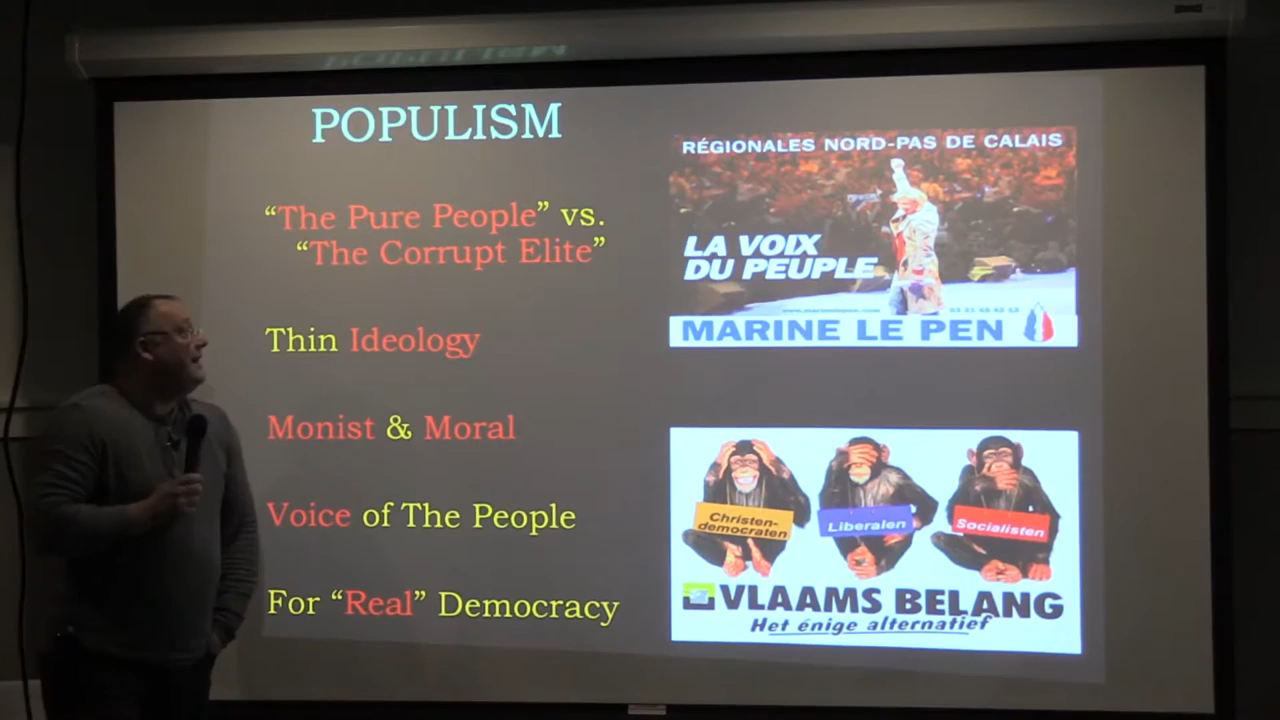 POPULISM
“The Pure People” vs.
“The Corrupt Elite”
Thin Ideology
Monist & Moral
Voice of The People
For “Real” Democracy
RÉGIONALES NORD-PAS DE CALAIS
LA VOIX
DU PEUPLE
MARINE LE PEN
Christen-
democraten
Liberalen
Socialisten
VLAAMS BELANG
Het énige alternatief